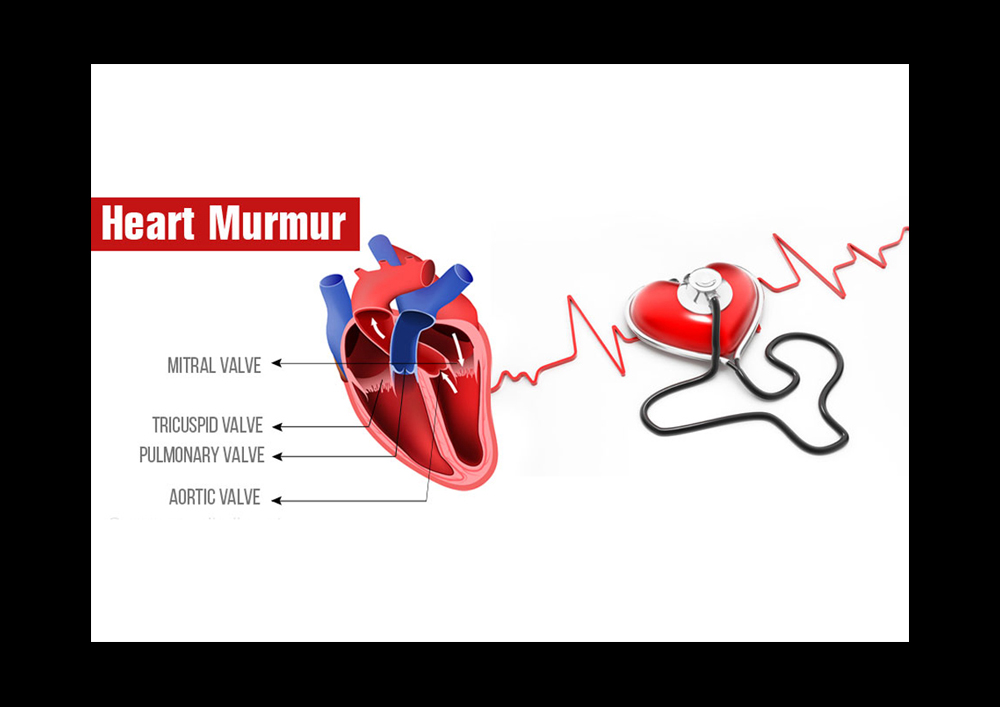 Heart Murmur
MITRAL VALVE
TRICUSPID VALVE
PULMONARY VALVE
AORTIC VALVE